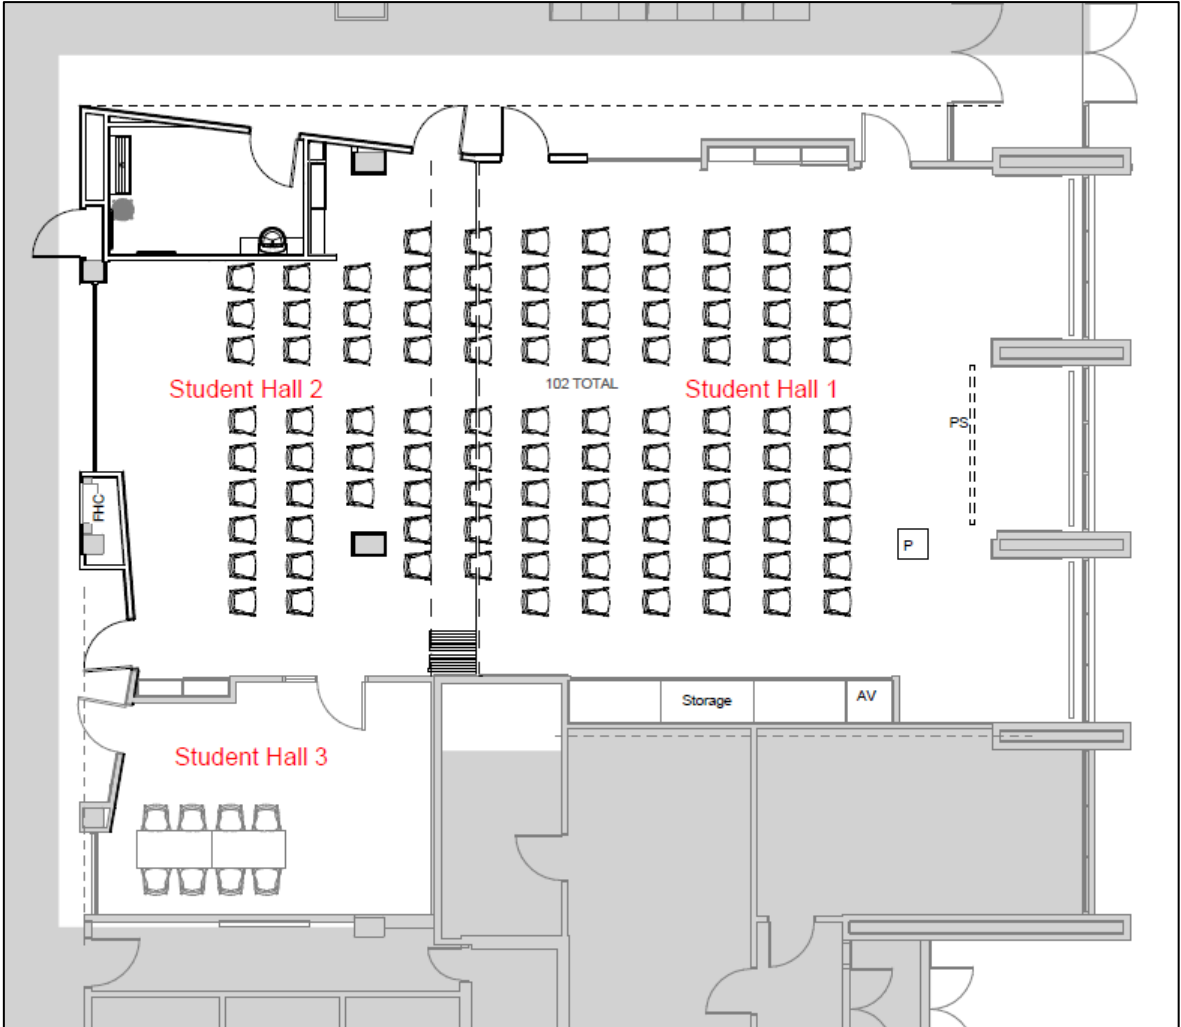 Student Hall 2
102 TOTAL
Student Hall 1
PS
FHC
P
Storage
AV
Student Hall 3